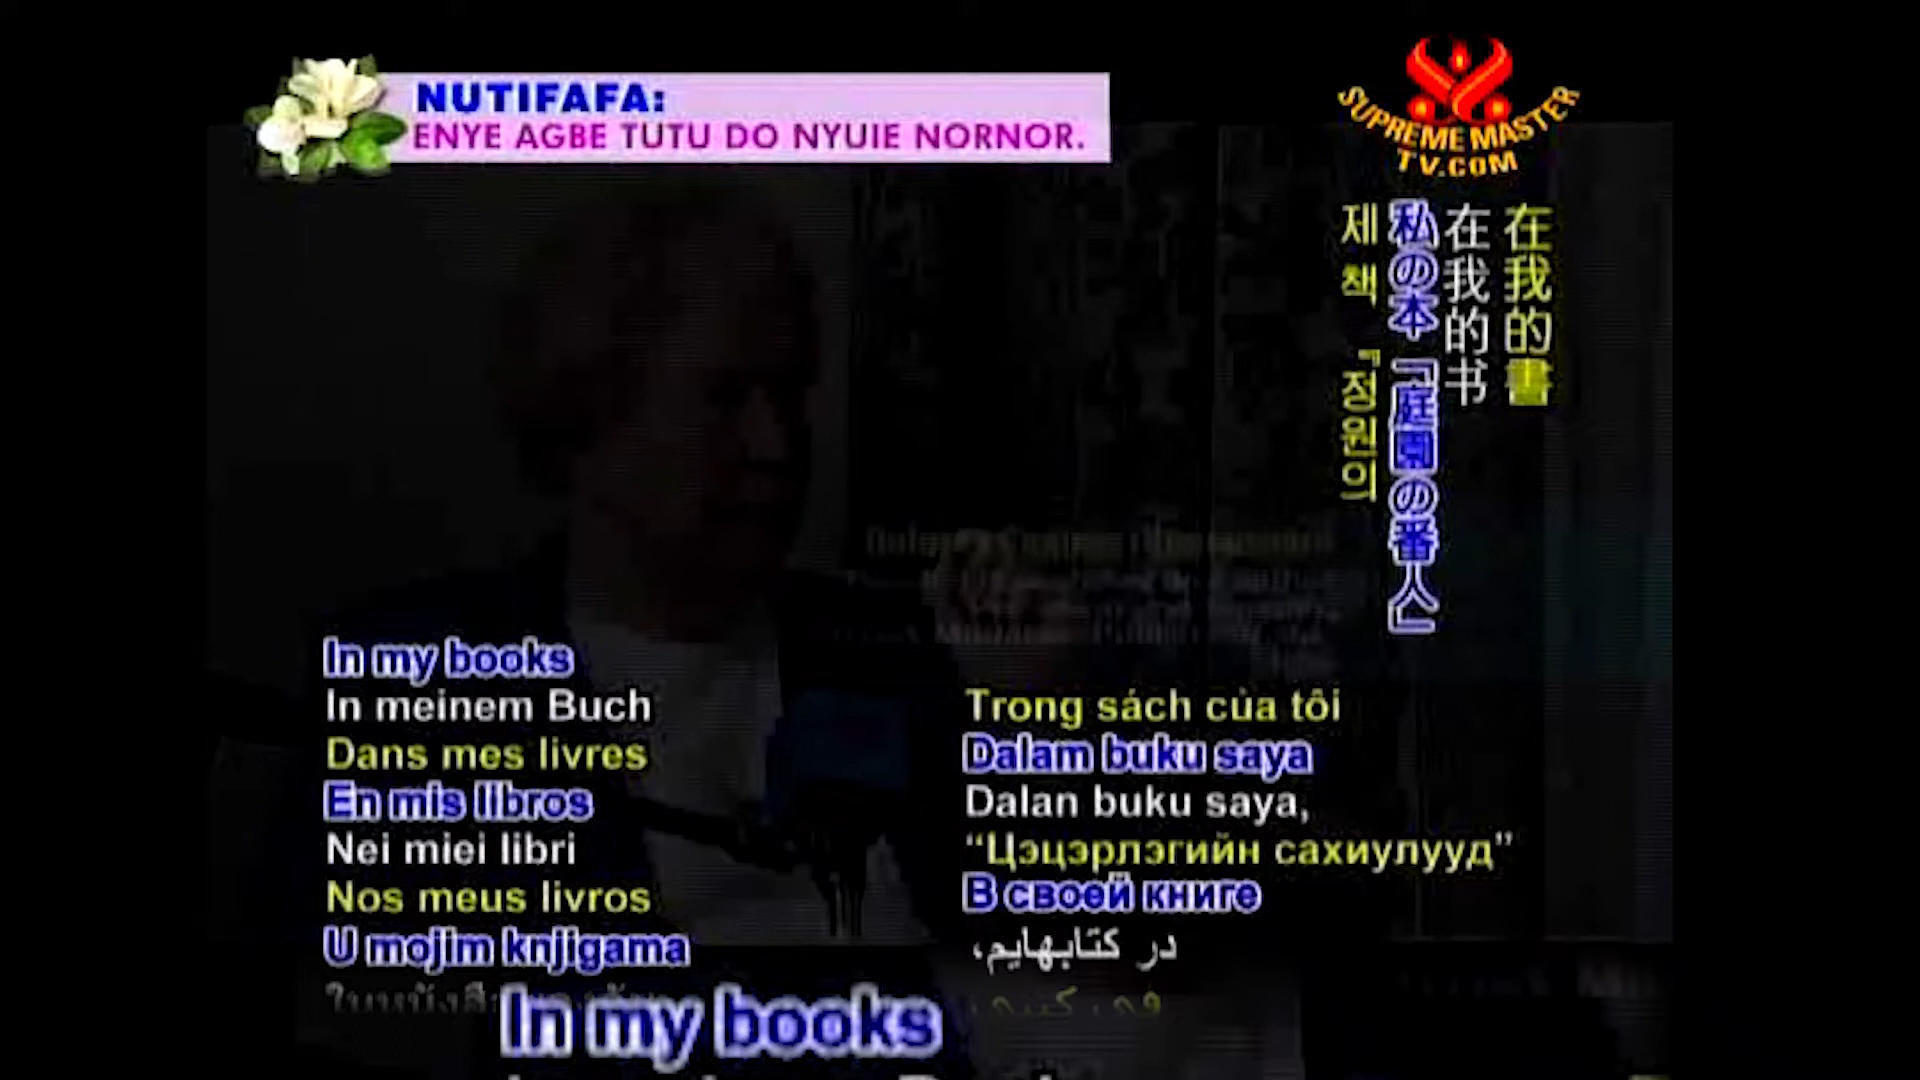 NUTIFAFA:
ENYE AGBE TUTU DO NYUIE NORNOR.
SUPREME MASTER
TV.COM
在我的書
在我的书
私の本『庭園の番人』
제 책 『정원의
In my books
In meinem Buch
Dans mes livres
En mis libros
Nei miei libri
Nos meus livros
U mojim knjigama
Trong sách của tôi
Dalam buku saya
Dalan buku saya,
“Цэцэрлэгийн сахиулууд”
В своей книге
در کتابهایم،
In my books